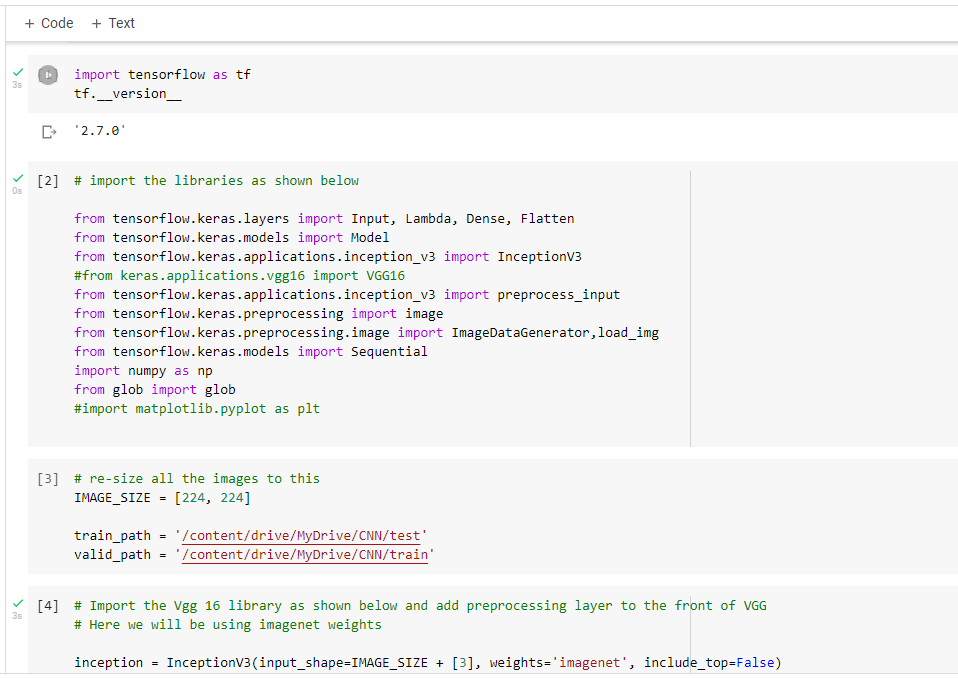 + Code + Text
3s
import tensorflow as tf
tf.__version__
'2.7.0'
0s
[2] # import the libraries as shown below
from tensorflow.keras.layers import Input, Lambda, Dense, Flatten
from tensorflow.keras.models import Model
from tensorflow.keras.applications.inception_v3 import InceptionV3
#from keras.applications.vgg16 import VGG16
from tensorflow.keras.applications.inception_v3 import preprocess_input
from tensorflow.keras.preprocessing import image
from tensorflow.keras.preprocessing.image import ImageDataGenerator,load_img
from tensorflow.keras.models import Sequential
import numpy as np
from glob import glob
#import matplotlib.pyplot as plt
[3] # re-size all the images to this
IMAGE_SIZE = [224, 224]
train_path = '/content/drive/MyDrive/CNN/test'
valid_path = '/content/drive/MyDrive/CNN/train'
3s
[4] # Import the Vgg 16 library as shown below and add preprocessing layer to the front of VGG
# Here we will be using imagenet weights
inception = InceptionV3(input_shape=IMAGE_SIZE + [3], weights='imagenet', include_top=False)